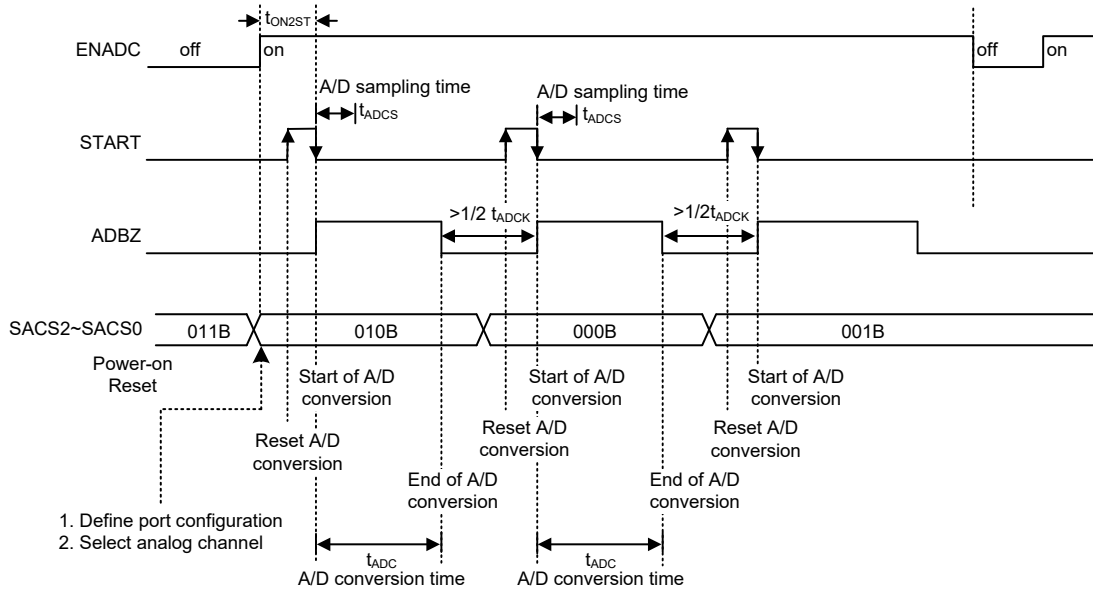 tON2ST
ENADC
off
on
off
on
A/D sampling time
tADCS
A/D sampling time
tADCS
START
>1/2 tADCK
>1/2tADCK
ADBZ
SACS2~SACS0
011B
010B
000B
001B
Power-on
Reset
Start of A/D
conversion
Start of A/D
conversion
Start of A/D
conversion
Reset A/D
conversion
Reset A/D
conversion
Reset A/D
conversion
End of A/D
conversion
End of A/D
conversion
1. Define port configuration
2. Select analog channel
tADC
A/D conversion time
tADC
A/D conversion time